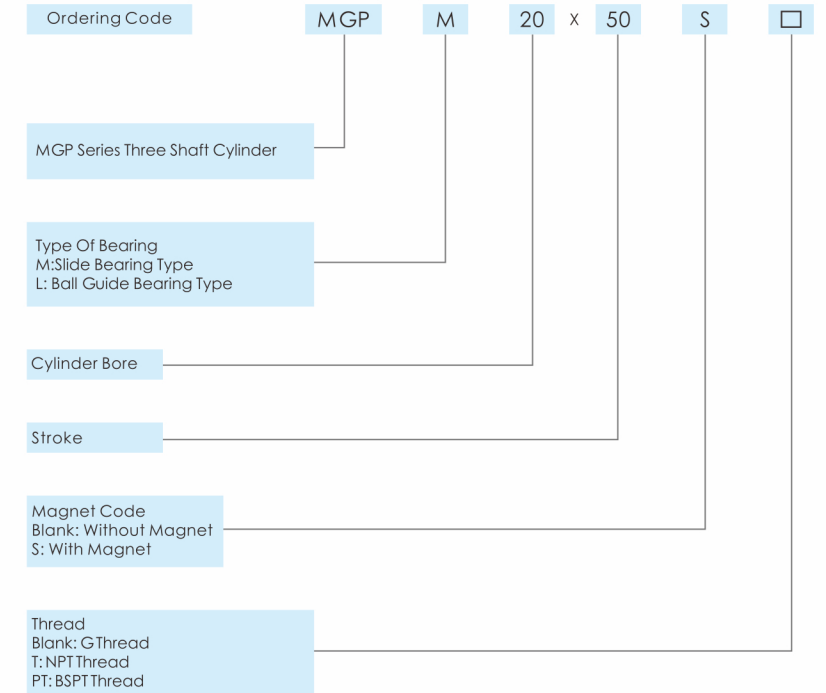 Ordering Code MGP M 20 X 50 S
MGP Series Three Shaft Cylinder
Type Of Bearing
M:Slide Bearing Type
L: Ball Guide Bearing Type
Cylinder Bore
Stroke
Magnet Code
Blank: Without Magnet
S: With Magnet
Thread
Blank: G Thread
T: NPT Thread
PT: BSPT Thread